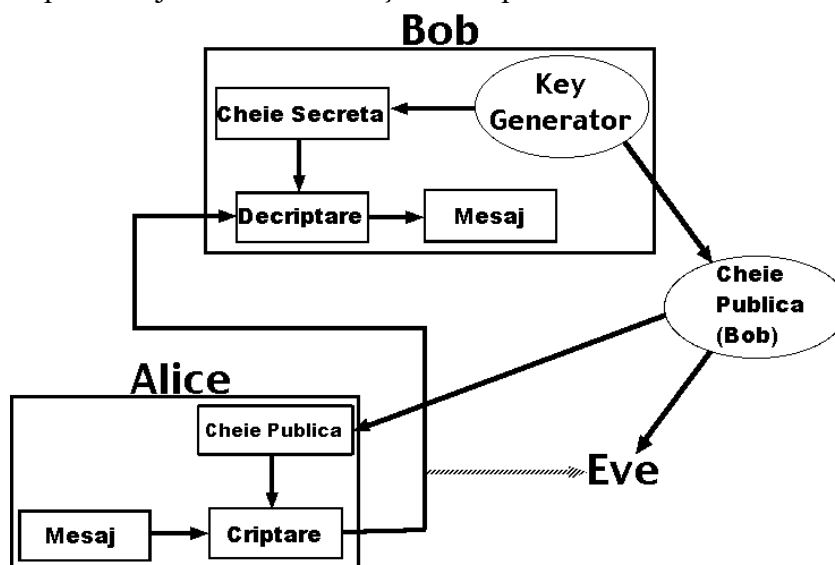 Bob
Key
Generator
Cheie Secreta
Decriptare
Mesaj
Cheie
Publica
(Bob)
Alice
Cheie Publica
Eve
Mesaj
Criptare